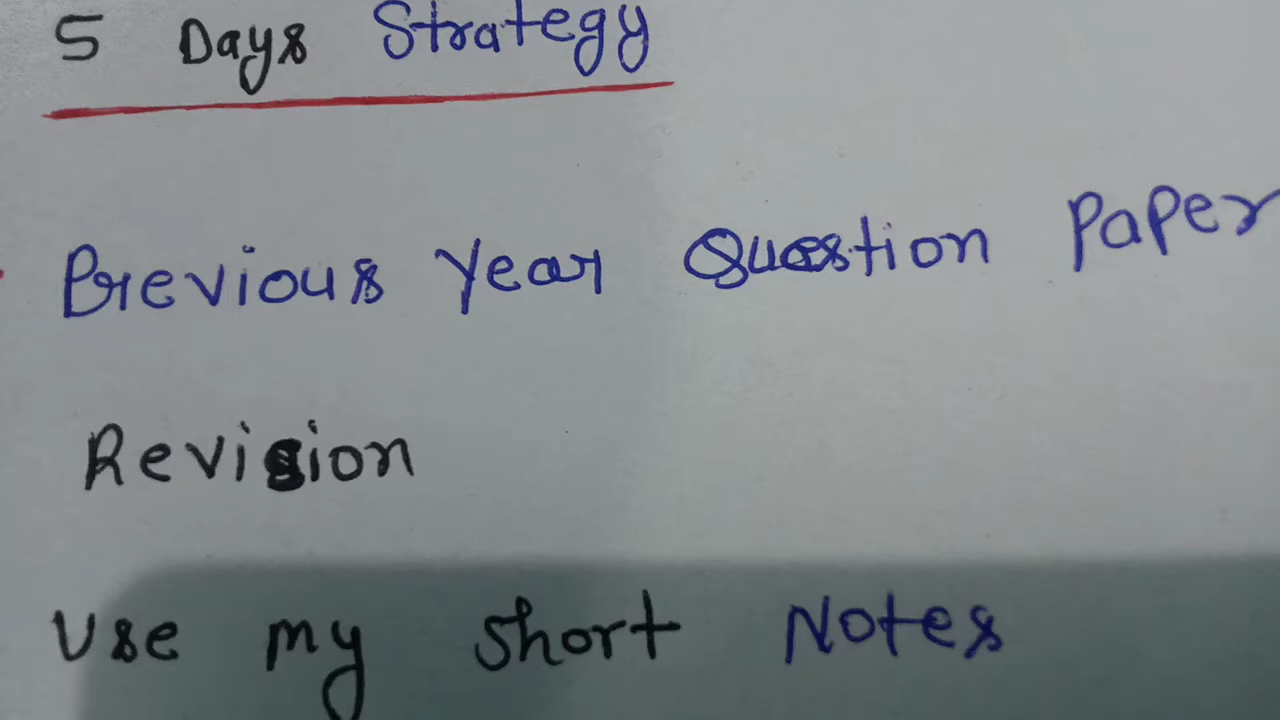 5 Days Strategy
Previous Year Question Paper
Revision
Use my short Notes